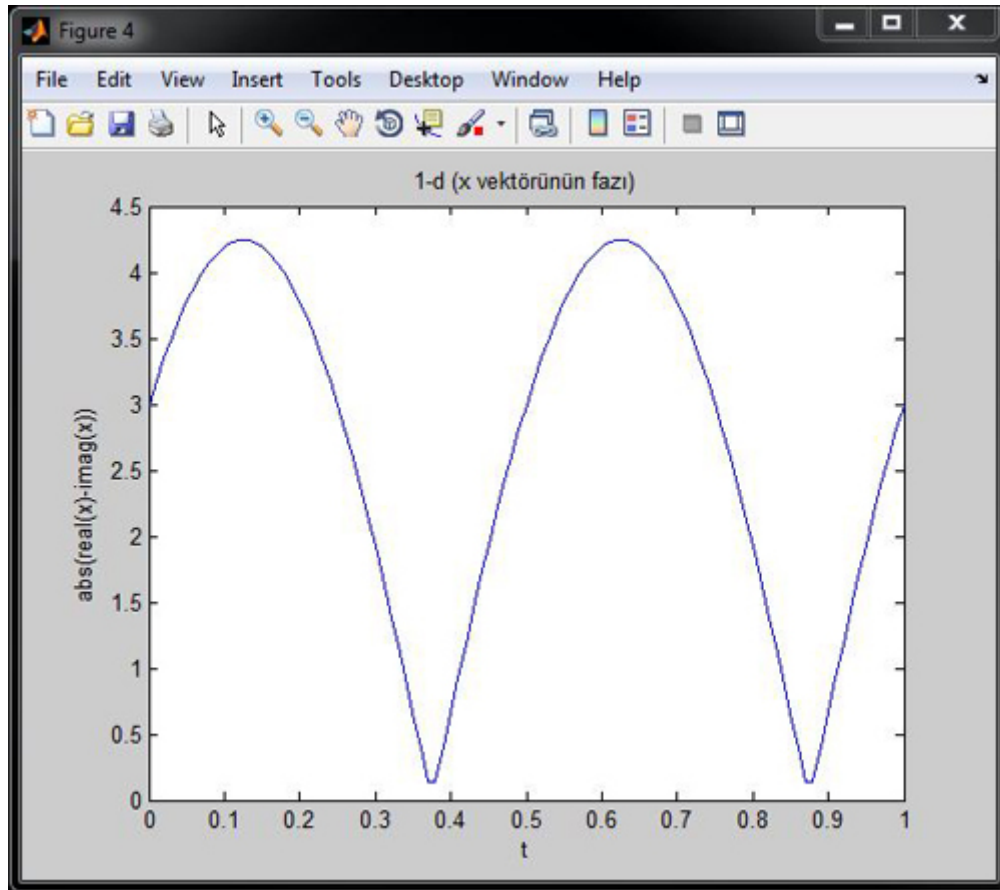 Figure 4
File Edit View Insert Tools Desktop Window Help
1-d (x vektörünün fazı)
4.5
4
3.5
3
2.5
2
1.5
1
0.5
0
abs(real(x)-imag(x))
0 0.1 0.2 0.3 0.4 0.5 0.6 0.7 0.8 0.9 1
t